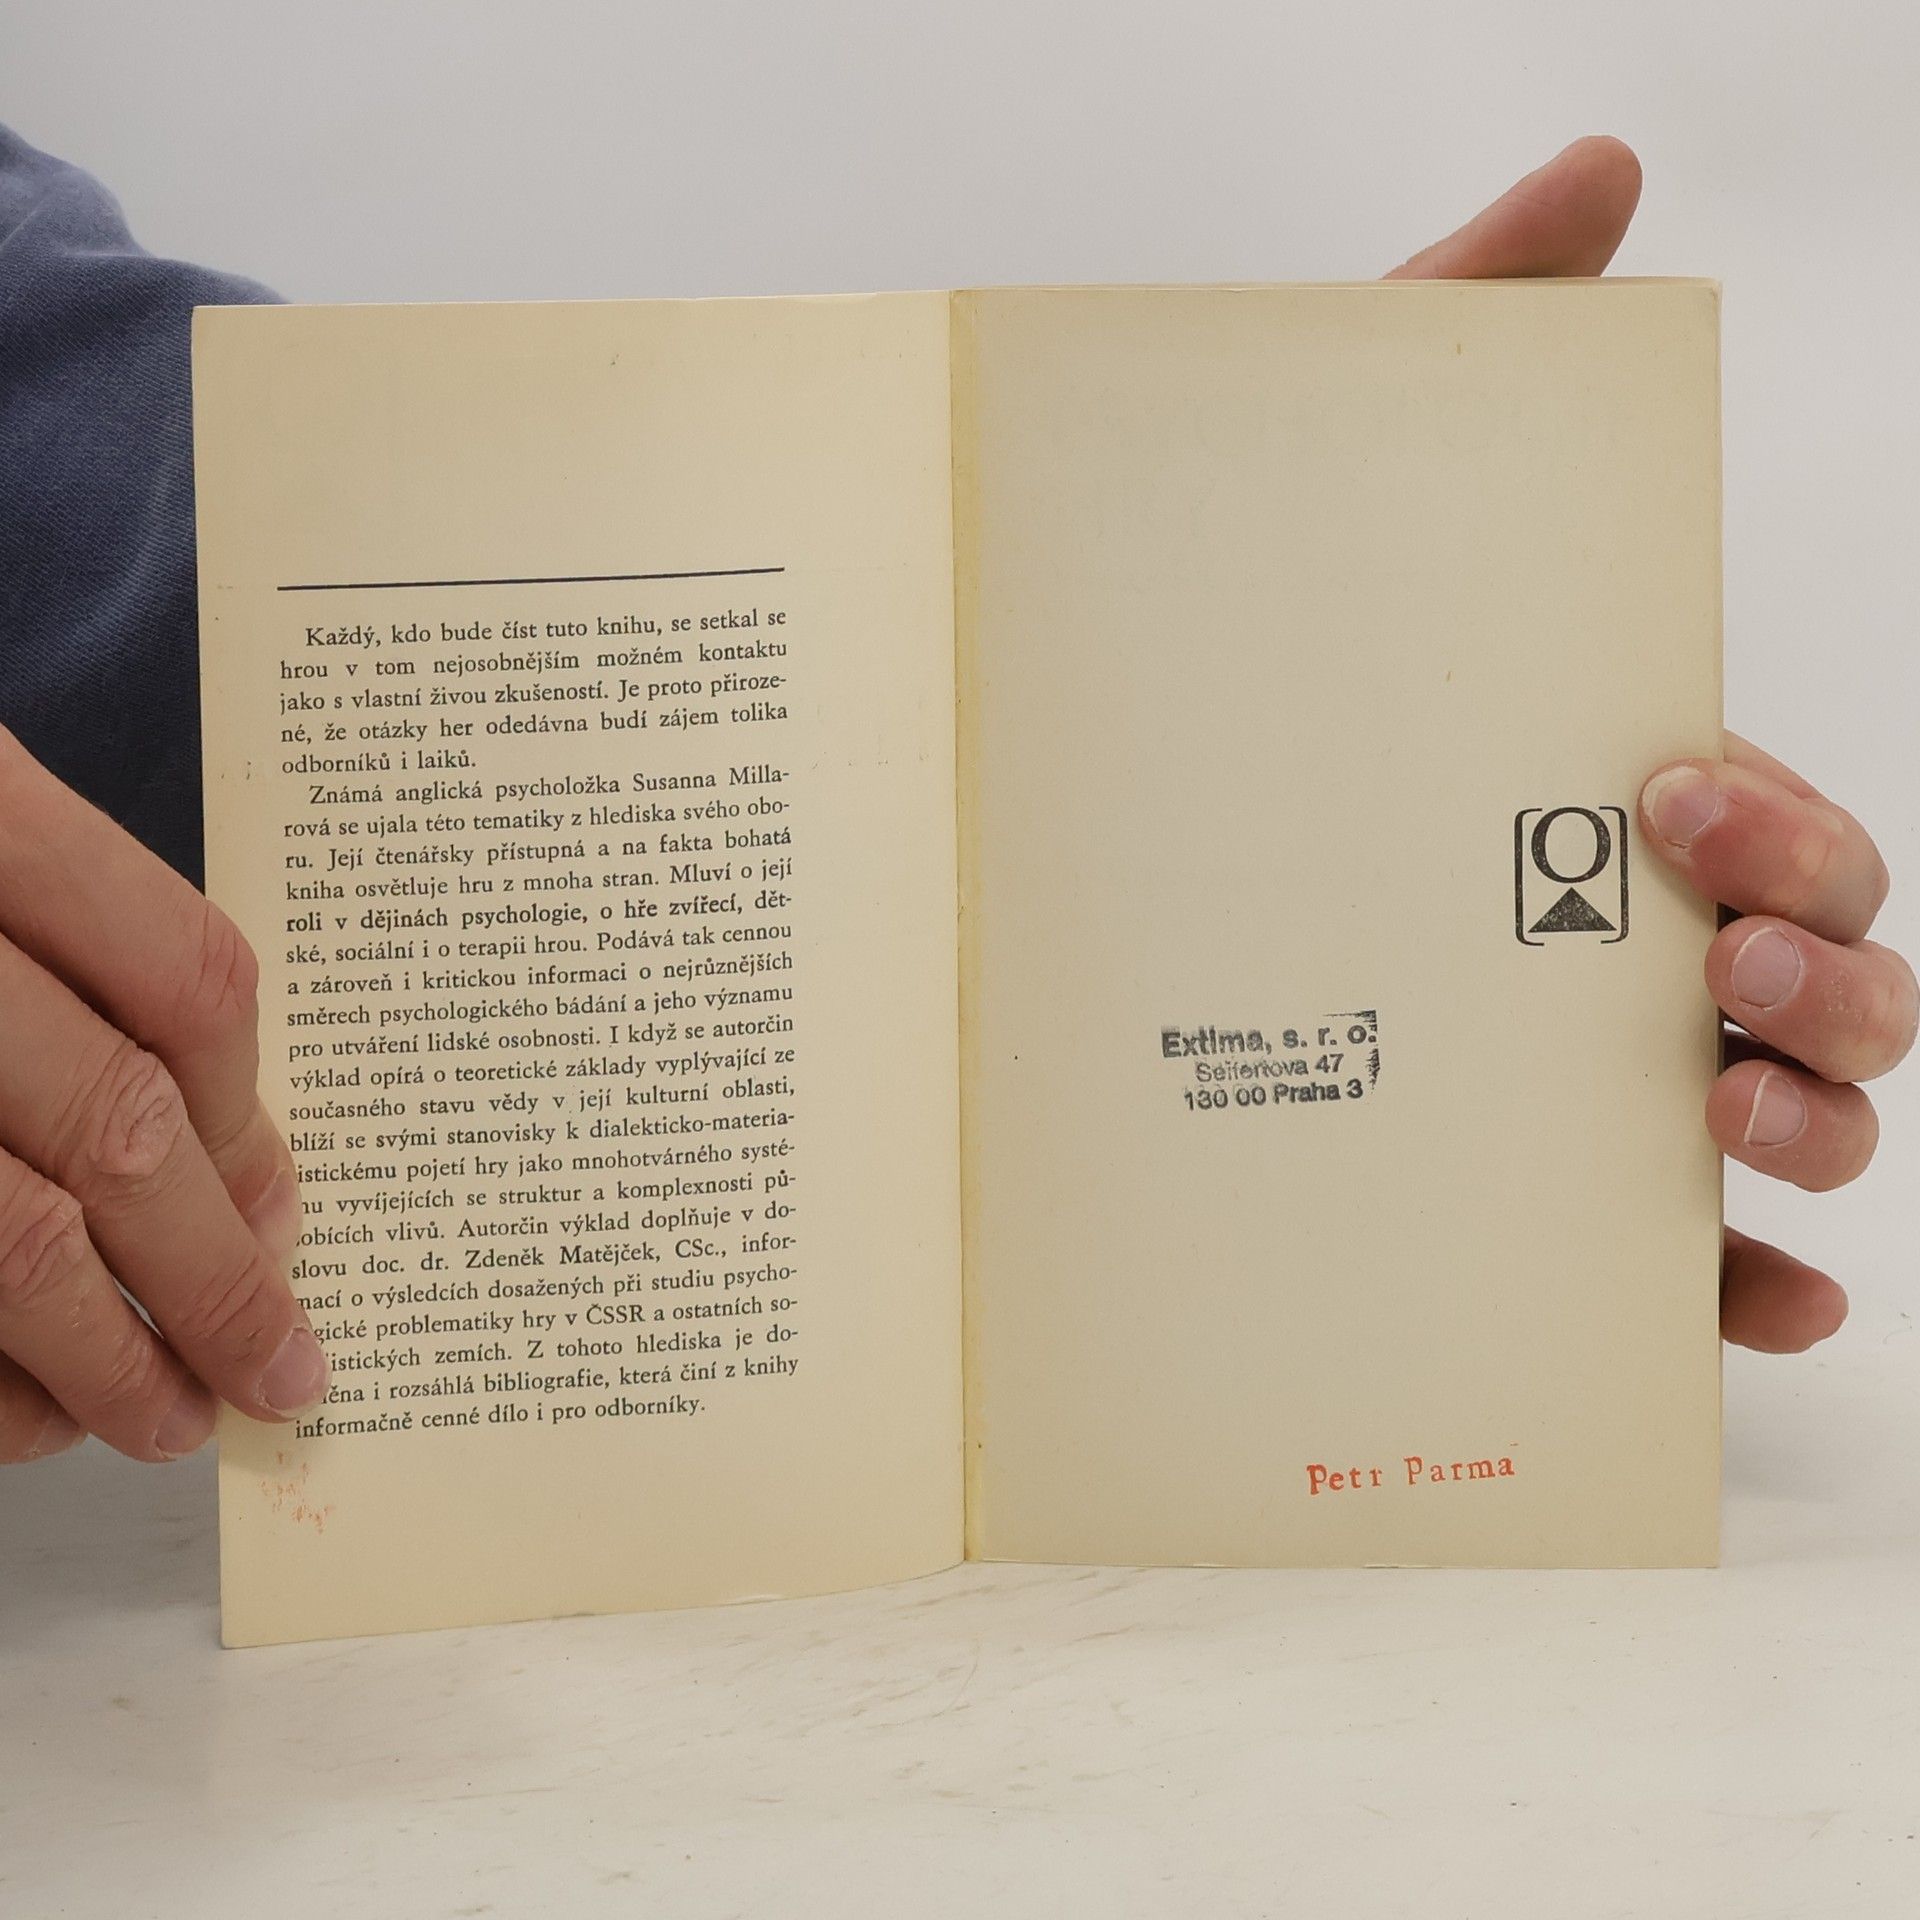 Každý, kdo bude číst tuto knihu, se setkal se
hrou v tom nejosobnějším možném kontaktu
jako s vlastní živou zkušeností. Je proto přiroze-
né, že otázky her odedávna budí zájem tolika
odborníků i laiků.
Známá anglická psycholožka Susanna Milla-
rová se ujala této tematiky z hlediska svého obo-
ru. Její čtenářsky přístupná a na fakta bohatá
kniha osvětluje hru z mnoha stran. Mluví o její
roli v dějinách psychologie, o hře zvířecí, dět-
ské, sociální i o terapii hrou. Podává tak cennou
a zároveň i kritickou informaci o nejrůznějších
směrech psychologického bádání a jeho významu
pro utváření lidské osobnosti. I když se autorčin
výklad opírá o teoretické základy vyplývající ze
současného stavu vědy v její kulturní oblasti,
blíží se svými stanovisky k dialekticko-materia-
istickému pojetí hry jako mnohotvárného systé-
mu vyvíjejících se struktur a komplexnosti pů-
obících vlivů. Autorčin výklad doplňuje v do-
slovu doc. dr. Zdeněk Matějček, CSc., infor-
mací o výsledcích dosažených při studiu psycho-
gické problematiky hry v ČSSR a ostatních so-
istických zemích. Z tohoto hlediska je do-
něna i rozsáhlá bibliografie, která činí z knihy
informačně cenné dílo i pro odborníky.
O
Extima, s. r. o.
Seifertova 47
130 00 Praha 3
Petr Parma